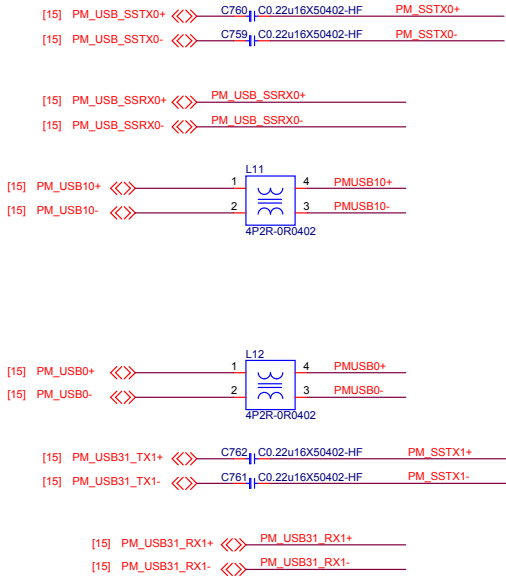 [15] PM_USB_SSTX0+ C760 C0.22u16X50402-HF PM_SSTX0+
[15] PM_USB_SSTX0- C759 C0.22u16X50402-HF PM_SSTX0-
[15] PM_USB_SSRX0+ PM_USB_SSRX0+
[15] PM_USB_SSRX0- PM_USB_SSRX0-
L11
[15] PM_USB10+ 1 4 PMUSB10+
[15] PM_USB10- 2 3 PMUSB10-
4P2R-0R0402
L12
[15] PM_USB0+ 1 4 PMUSB0+
[15] PM_USB0- 2 3 PMUSB0-
4P2R-0R0402
[15] PM_USB31_TX1+ C762 C0.22u16X50402-HF PM_SSTX1+
[15] PM_USB31_TX1- C761 C0.22u16X50402-HF PM_SSTX1-
[15] PM_USB31_RX1+ PM_USB31_RX1+
[15] PM_USB31_RX1- PM_USB31_RX1-